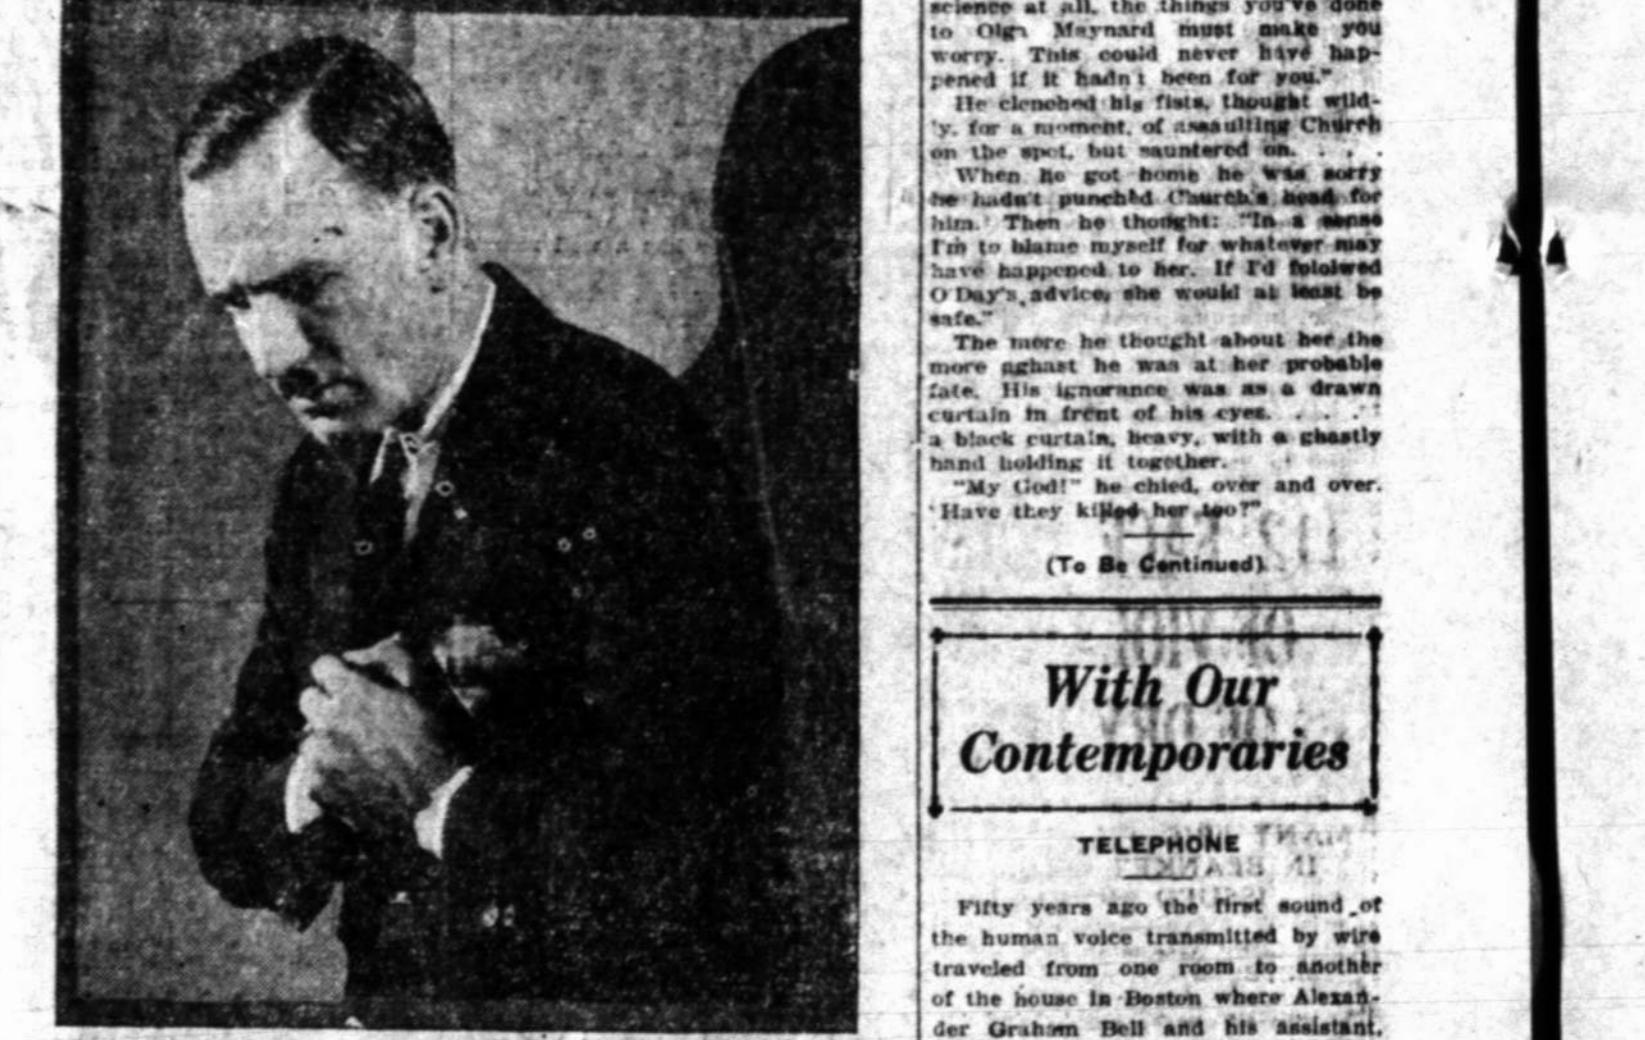 science at all, the things you've done
to Olga Maynard must make you
worry. This could never have hap-
pened if it hadn't been for you."
He clenched his fists, thought wild-
'y, for a moment, of assaulting Church
on the spot, but sauntered on. . . .
When he got home he was sorry
he hadn't punched Church's head for
him. Then he thought: "In a sense
I'm to blame myself for whatever may
have happened to her. If I'd fololwed
O'Day's advice, she would at least be
safe."
The more he thought about her the
more aghast he was at her probable
fate. His ignorance was as a drawn
curtain in front of his eyes. . . .
a black curtain, heavy, with a ghastly
hand holding it together.
"My God!" he chied, over and over.
'Have they killed her too?"
(To Be Continued)
With Our
Contemporaries
TELEPHONE
Fifty years ago the first sound of
the human voice transmitted by wire
traveled from one room to another
of the house in Boston where Alexan-
der Graham Bell and his assistant,